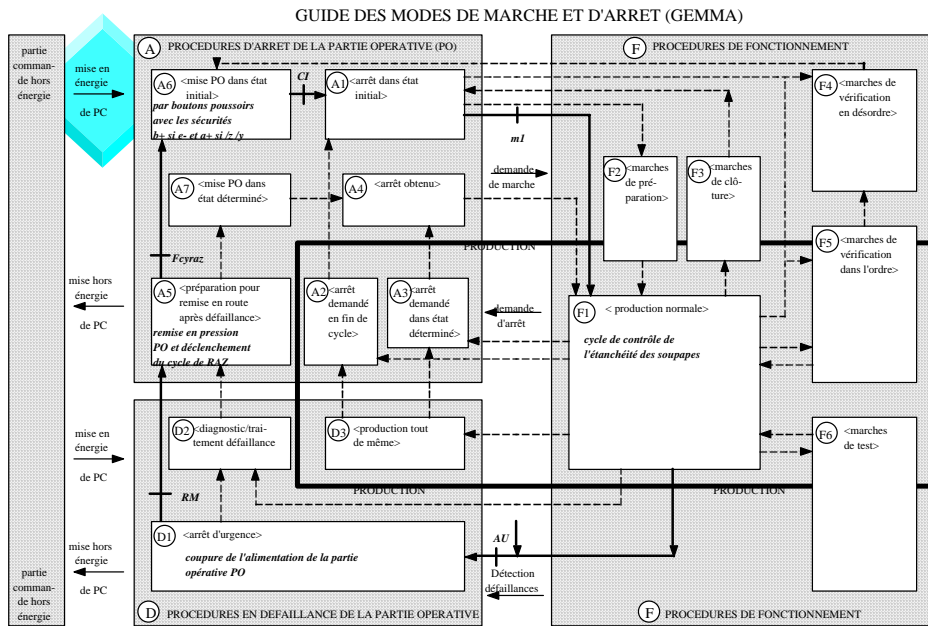 GUIDE DES MODES DE MARCHE ET D'ARRET (GEMMA)
partie
comman-
de hors
énergie
mise en
énergie
de PC
A
PROCEDURES D'ARRET DE LA PARTIE OPERATIVE (PO)
A6
<mise PO dans état
initial>
par boutons poussoirs
avec les sécurités
b+ si e- et a+ si /z /y
CI
A1
<arrêt dans état
initial>
m1
A7
<mise PO dans
état déterminé>
A4
<arrêt obtenu>
demande
de marche
F
PROCEDURES DE FONCTIONNEMENT
F4
<marches de
vérification
en désordre>
F2
<marches
de pré-
paration>
F3
<marches
de clô-
ture>
PRODUCTION
F5
<marches de
vérification
dans l'ordre>
Fcyraz
mise hors
énergie
de PC
A5
<préparation pour
remise en route
après défaillance>
remise en pression
PO et déclenchement
du cycle de RAZ
A2
<arrêt
demandé
en fin de
cycle>
A3
<arrêt
demandé
dans état
déterminé>
demande
d'arrêt
F1
< production normale>
cycle de contrôle de
l'étanchéité des soupapes
mise en
énergie
de PC
D2
<diagnostic/trai-
tement défaillance
D3
<production tout
de même>
F6
<marches
de test>
PRODUCTION
PRODUCTION
RM
D1
<arrêt d'urgence>
coupure de l'alimentation de la partie
opérative PO
AU
Détection
défaillances
mise hors
énergie
de PC
partie
comman-
de hors
énergie
D
PROCEDURES EN DEFAILLANCE DE LA PARTIE OPERATIVE
F
PROCEDURES DE FONCTIONNEMENT